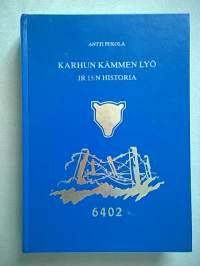 ANTTI PEKOLA
KARHUN KÄMMEN LYÖ
JR 15:N HISTORIA
6402